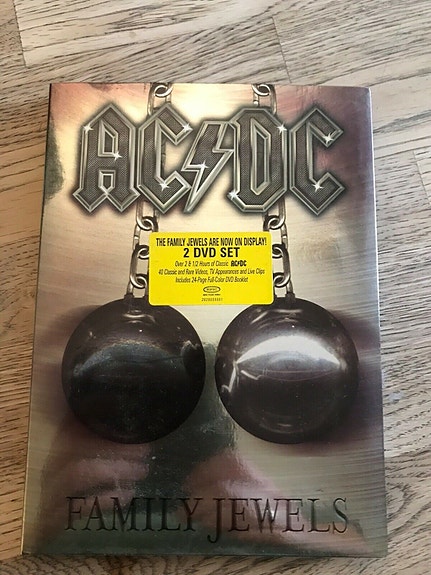 AC/DC
THE FAMILY JEWELS ARE NOW ON DISPLAY!
2 DVD SET
Over 2 & 1/2 Hours of Classic AC/DC
40 Classic and Rare Videos, TV Appearances and Live Clips
Includes 24-Page Full-Color DVD Booklet
FAMILY JEWELS